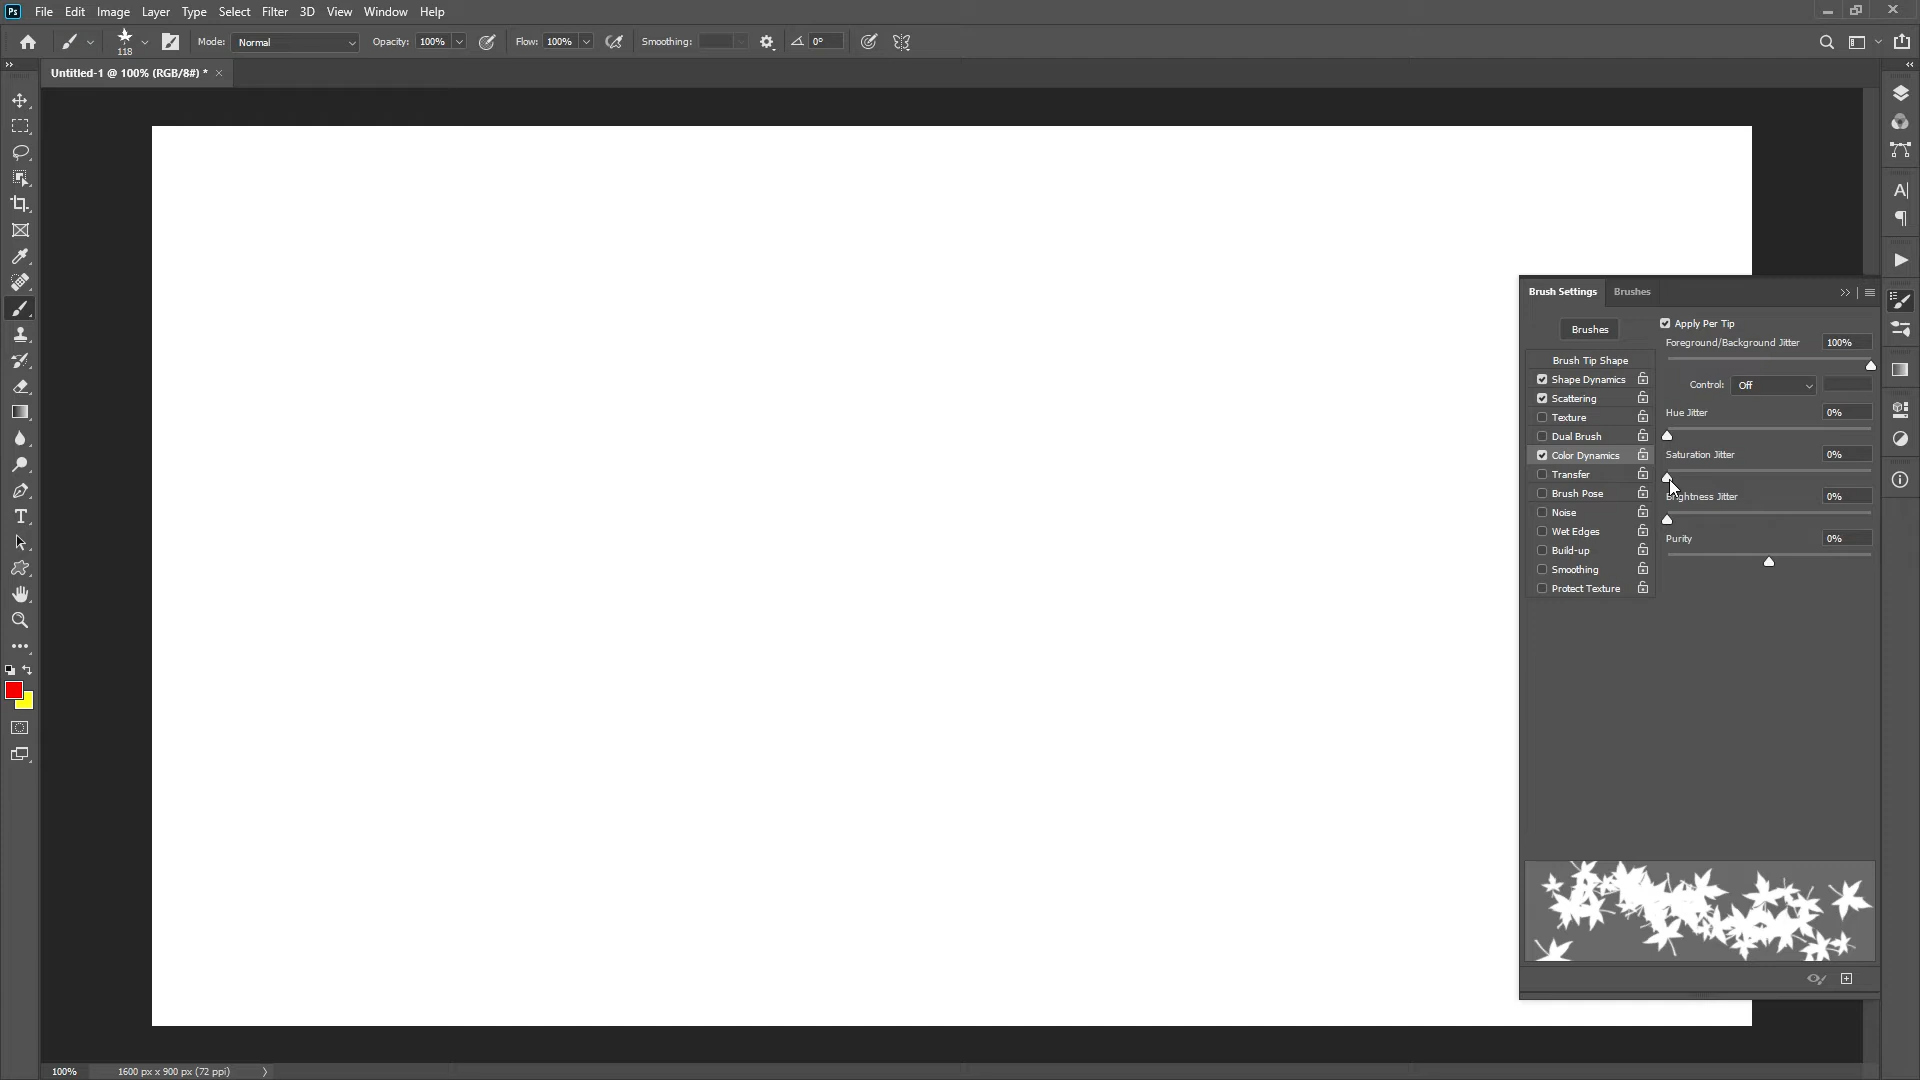 Ps File Edit Image Layer Type Select Filter 3D View Window Help
118 Mode: Normal Opacity: 100% Flow: 100% Smoothing: 0°
Untitled-1 @ 100% (RGB/8#) * ×
Brush Settings Brushes
Brushes
Apply Per Tip
Foreground/Background Jitter 100%
Brush Tip Shape
Shape Dynamics
Control: Off
Scattering
Hue Jitter 0%
Texture
Dual Brush
Color Dynamics
Saturation Jitter 0%
Transfer
Brush Pose
Brightness Jitter 0%
Noise
Wet Edges
Purity 0%
Build-up
Smoothing
Protect Texture
100% 1600 px x 900 px (72 ppi)